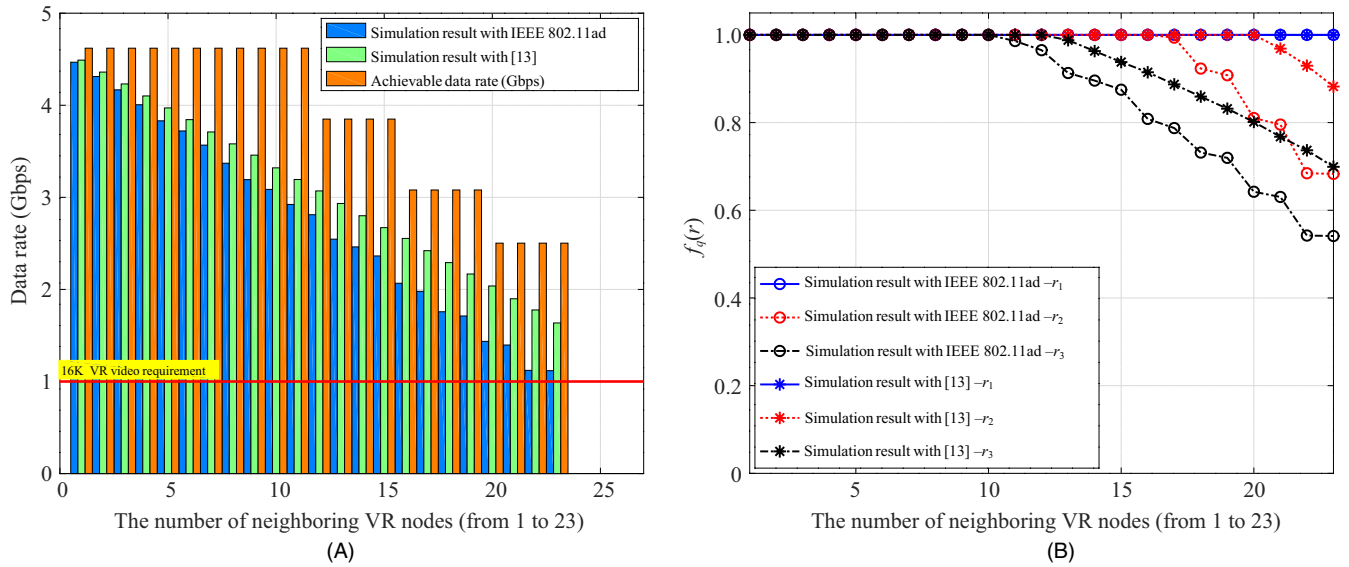 Simulation result with IEEE 802.11ad
Simulation result with [13]
Achievable data rate (Gbps)
16K VR video requirement
Data rate (Gbps)
5
4
3
2
1
0
0
5
10
15
20
25
The number of neighboring VR nodes (from 1 to 23)
(A)
f_q(r)
1.0
0.8
0.6
0.4
0.2
0
Simulation result with IEEE 802.11ad –r₁
Simulation result with IEEE 802.11ad –r₂
Simulation result with IEEE 802.11ad –r₃
Simulation result with [13] –r₁
Simulation result with [13] –r₂
Simulation result with [13] –r₃
5
10
15
20
The number of neighboring VR nodes (from 1 to 23)
(B)